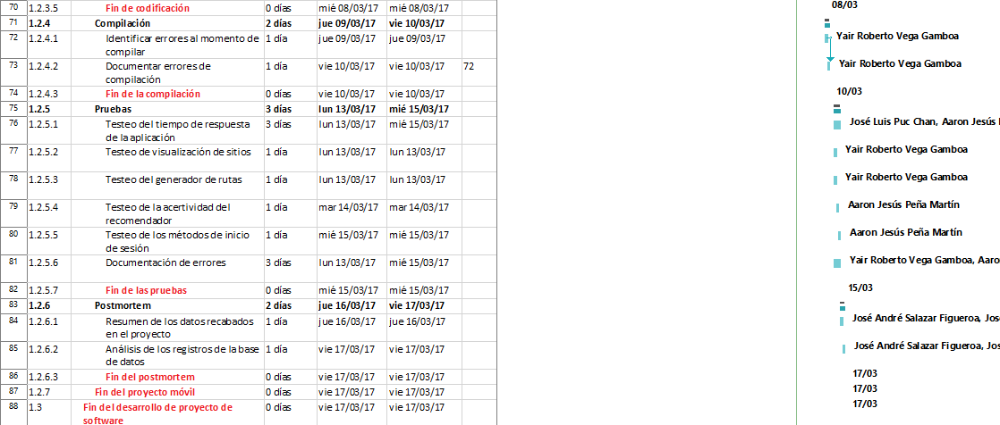 70 1.2.3.5 Fin de codificación 0 días mié 08/03/17 mié 08/03/17 08/03
71 1.2.4 Compilación 2 días jue 09/03/17 vie 10/03/17
72 1.2.4.1 Identificar errores al momento de 1 día jue 09/03/17 jue 09/03/17 Yair Roberto Vega Gamboa
compilar
73 1.2.4.2 Documentar errores de 1 día vie 10/03/17 vie 10/03/17 72 Yair Roberto Vega Gamboa
compilación
74 1.2.4.3 Fin de la compilación 0 días vie 10/03/17 vie 10/03/17 10/03
75 1.2.5 Pruebas 3 días lun 13/03/17 mié 15/03/17
76 1.2.5.1 Testeo del tiempo de respuesta 3 días lun 13/03/17 mié 15/03/17 José Luis Puc Chan, Aaron Jesús
de la aplicación
77 1.2.5.2 Testeo de visualización de sitios 1 día lun 13/03/17 lun 13/03/17 Yair Roberto Vega Gamboa
78 1.2.5.3 Testeo del generador de rutas 1 día lun 13/03/17 lun 13/03/17 Yair Roberto Vega Gamboa
79 1.2.5.4 Testeo de la acertividad del 1 día mar 14/03/17 mar 14/03/17 Aaron Jesús Peña Martín
recomendador
80 1.2.5.5 Testeo de los métodos de inicio 1 día mié 15/03/17 mié 15/03/17 Aaron Jesús Peña Martín
de sesión
81 1.2.5.6 Documentación de errores 3 días lun 13/03/17 mié 15/03/17 Yair Roberto Vega Gamboa, Aaro
82 1.2.5.7 Fin de las pruebas 0 días mié 15/03/17 mié 15/03/17 15/03
83 1.2.6 Postmortem 2 días jue 16/03/17 vie 17/03/17
84 1.2.6.1 Resumen de los datos recabados 1 día jue 16/03/17 jue 16/03/17 José André Salazar Figueroa, Jos
en el proyecto
85 1.2.6.2 Análisis de los registros de la base 1 día vie 17/03/17 vie 17/03/17 José André Salazar Figueroa, Jos
de datos
86 1.2.6.3 Fin del postmortem 0 días vie 17/03/17 vie 17/03/17 17/03
87 1.2.7 Fin del proyecto móvil 0 días vie 17/03/17 vie 17/03/17 17/03
88 1.3 Fin del desarrollo de proyecto de 0 días vie 17/03/17 vie 17/03/17 17/03
software